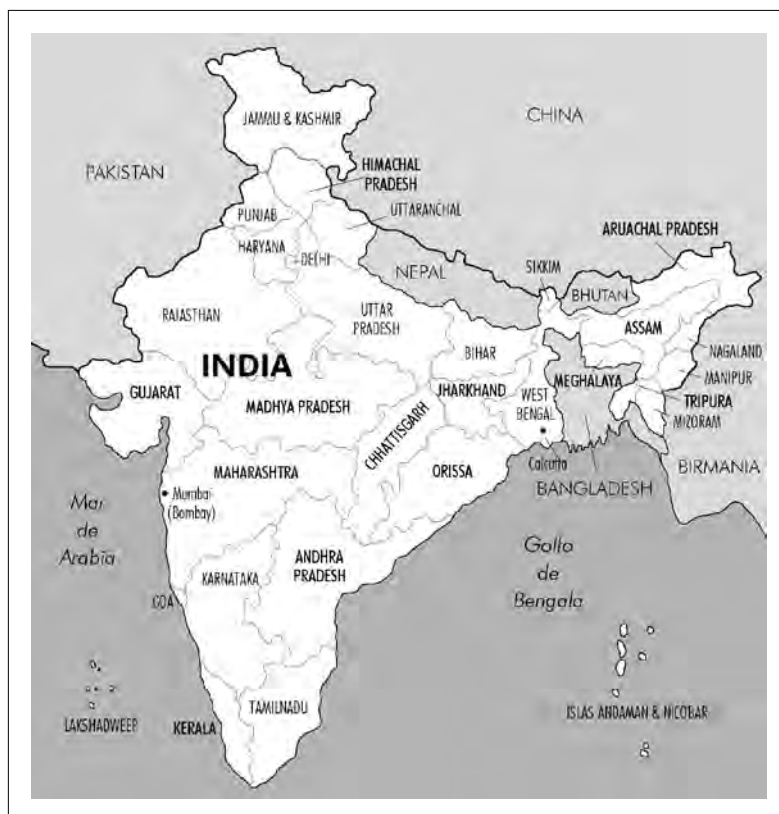 JAMMU & KASHMIR
CHINA
PAKISTAN
HIMACHAL
PRADESH
PUNJAB
UTTARANCHAL
HARYANA
DELHI
ARUACHAL PRADESH
NEPAL
SIKKIM
BHUTAN
RAJASTHAN
UTTAR
PRADESH
ASSAM
BIHAR
NAGALAND
INDIA
MEGHALAYA
MANIPUR
GUJARAT
JHARKHAND
WEST
BENGAL
TRIPURA
MADHYA PRADESH
MIZORAM
CHHATTISGARH
MAHARASHTRA
ORISSA
Calcutta
BIRMANIA
BANGLADESH
Mumbai
(Bombay)
Mar
de
Arabia
Golfo
de
Bengala
ANDHRA
PRADESH
KARNATAKA
GOA
LAKSHADWEEP
KERALA
TAMILNADU
ISLAS ANDAMAN & NICOBAR